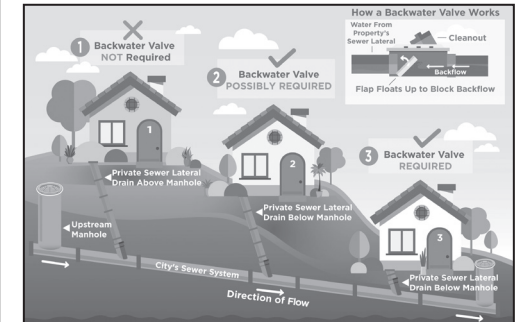 How a Backwater Valve Works
Water From
Property's
Sewer Lateral
Cleanout
Backflow
Flap Floats Up to Block Backflow
1
Backwater Valve
NOT Required
2
Backwater Valve
POSSIBLY REQUIRED
3
Backwater Valve
REQUIRED
1
2
3
Private Sewer Lateral
Drain Above Manhole
Private Sewer Lateral
Drain Below Manhole
Private Sewer Lateral
Drain Below Manhole
Upstream
Manhole
City's Sewer System
Direction of Flow